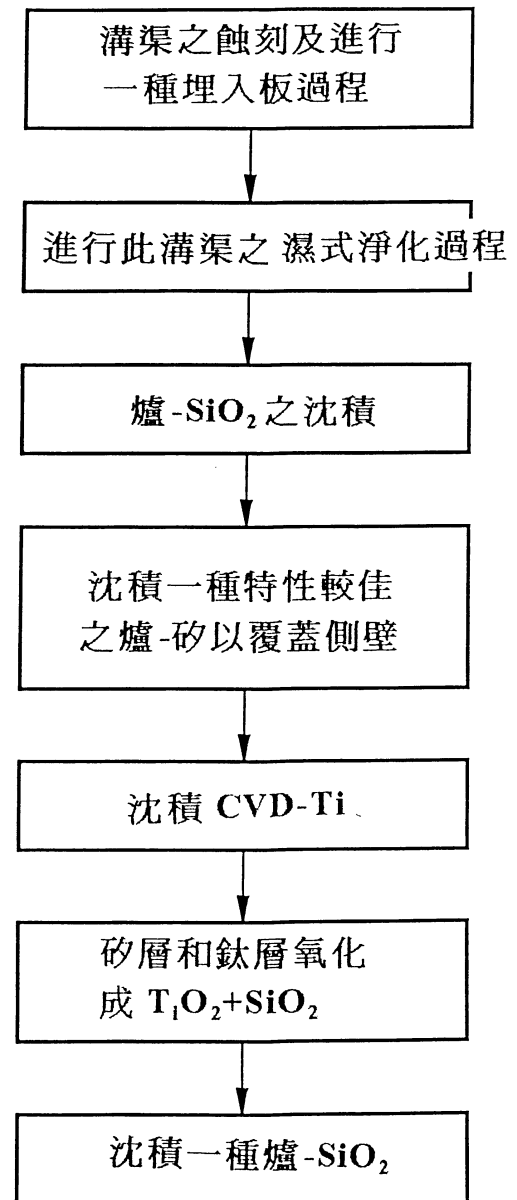 溝渠之蝕刻及進行
一種埋入板過程
進行此溝渠之 濕式淨化過程
爐-SiO₂之沈積
沈積一種特性較佳
之爐-矽以覆蓋側壁
沈積 CVD-Ti
矽層和鈦層氧化
成 TiO₂+SiO₂
沈積一種爐-SiO₂